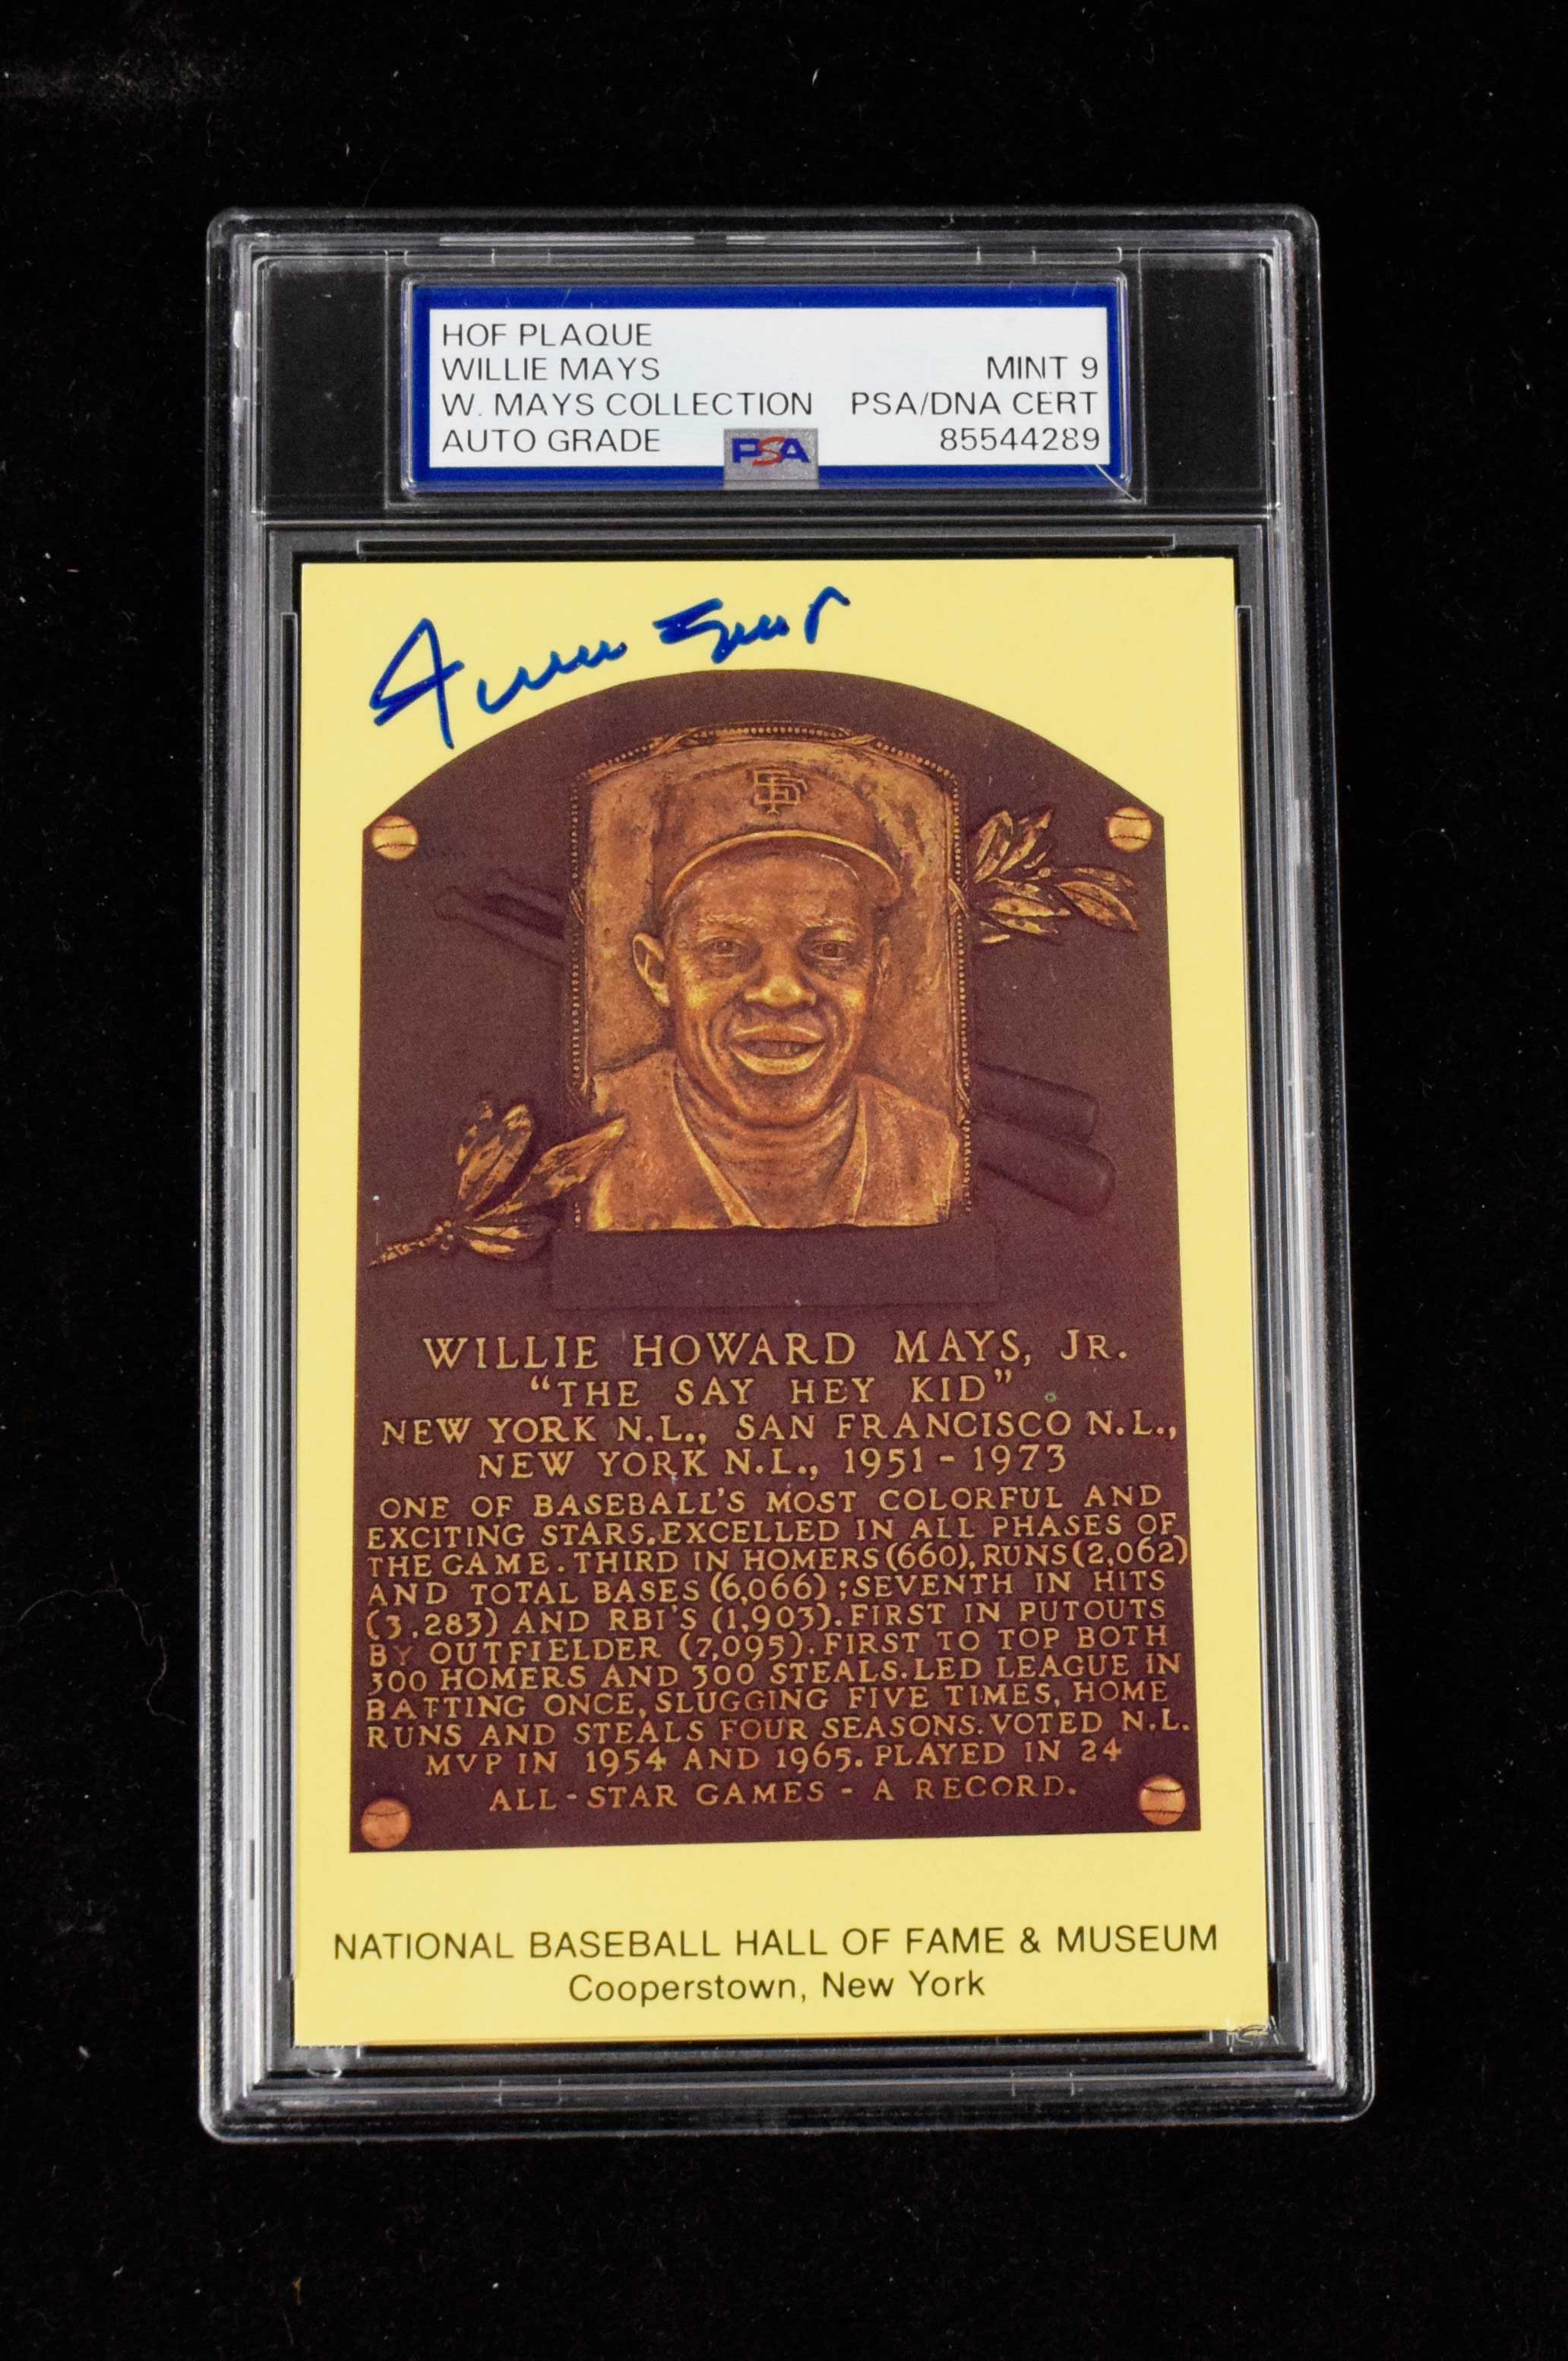 HOF PLAQUE
WILLIE MAYS MINT 9
W. MAYS COLLECTION PSA/DNA CERT
AUTO GRADE PSA 85544289
Willie Mays
SF
WILLIE HOWARD MAYS, JR.
"THE SAY HEY KID"
NEW YORK N.L., SAN FRANCISCO N.L.,
NEW YORK N.L., 1951 - 1973
ONE OF BASEBALL'S MOST COLORFUL AND
EXCITING STARS. EXCELLED IN ALL PHASES OF
THE GAME. THIRD IN HOMERS (660), RUNS (2,062)
AND TOTAL BASES (6,066); SEVENTH IN HITS
(3,283) AND RBI'S (1,903). FIRST IN PUTOUTS
BY OUTFIELDER (7,095). FIRST TO TOP BOTH
300 HOMERS AND 300 STEALS. LED LEAGUE IN
BATTING ONCE, SLUGGING FIVE TIMES, HOME
RUNS AND STEALS FOUR SEASONS. VOTED N.L.
MVP IN 1954 AND 1965. PLAYED IN 24
ALL-STAR GAMES - A RECORD.
NATIONAL BASEBALL HALL OF FAME & MUSEUM
Cooperstown, New York